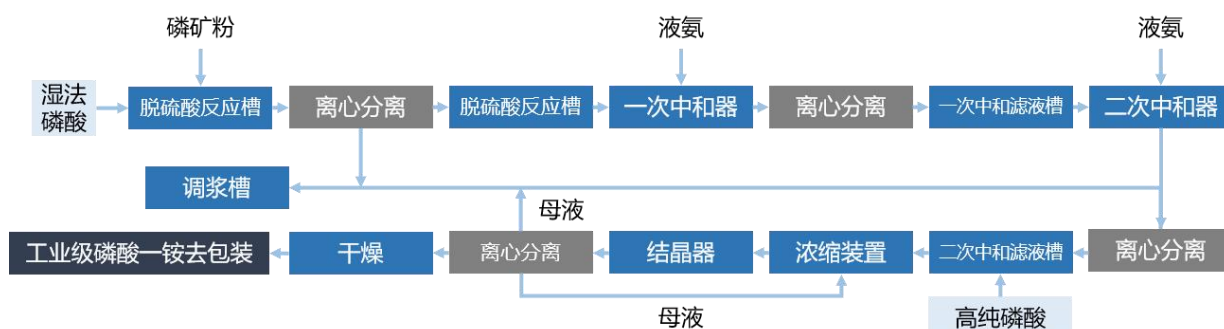 磷矿粉
液氨
液氨
湿法
磷酸
脱硫酸反应槽
离心分离
脱硫酸反应槽
一次中和器
离心分离
一次中和滤液槽
二次中和器
调浆槽
母液
工业级磷酸一铵去包装
干燥
离心分离
结晶器
浓缩装置
二次中和滤液槽
离心分离
母液
高纯磷酸